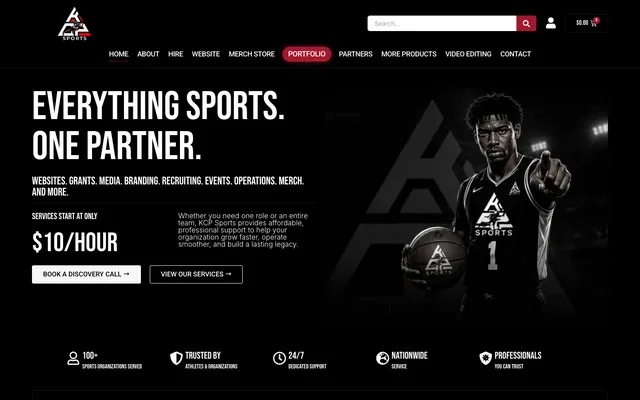 SPORTS
Search...
$0.00
HOME ABOUT HIRE WEBSITE MERCH STORE PORTFOLIO PARTNERS MORE PRODUCTS VIDEO EDITING CONTACT
EVERYTHING SPORTS.
ONE PARTNER.
WEBSITES. GRANTS. MEDIA. BRANDING. RECRUITING. EVENTS. OPERATIONS. MERCH.
AND MORE.
SERVICES START AT ONLY
$10/HOUR
Whether you need one role or an entire
team, KCP Sports provides affordable,
professional support to help your
organization grow faster, operate
smoother, and build a lasting legacy.
BOOK A DISCOVERY CALL →
VIEW OUR SERVICES →
SPORTS
1
SPORTS
100+
SPORTS ORGANIZATIONS SERVED
TRUSTED BY
ATHLETES & ORGANIZATIONS
24/7
DEDICATED SUPPORT
NATIONWIDE
SERVICE
PROFESSIONALS
YOU CAN TRUST